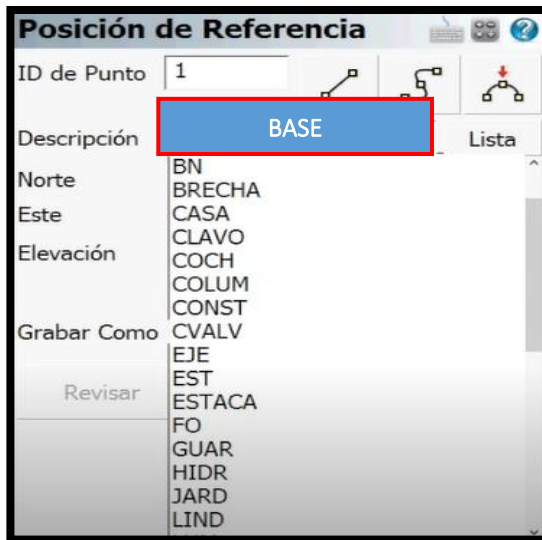 Posición de Referencia
ID de Punto 1
Descripción BASE Lista
Norte
Este
Elevación
Grabar Como
Revisar
BN
BRECHA
CASA
CLAVO
COCH
COLUM
CONST
CVALV
EJE
EST
ESTACA
FO
GUAR
HIDR
JARD
LIND